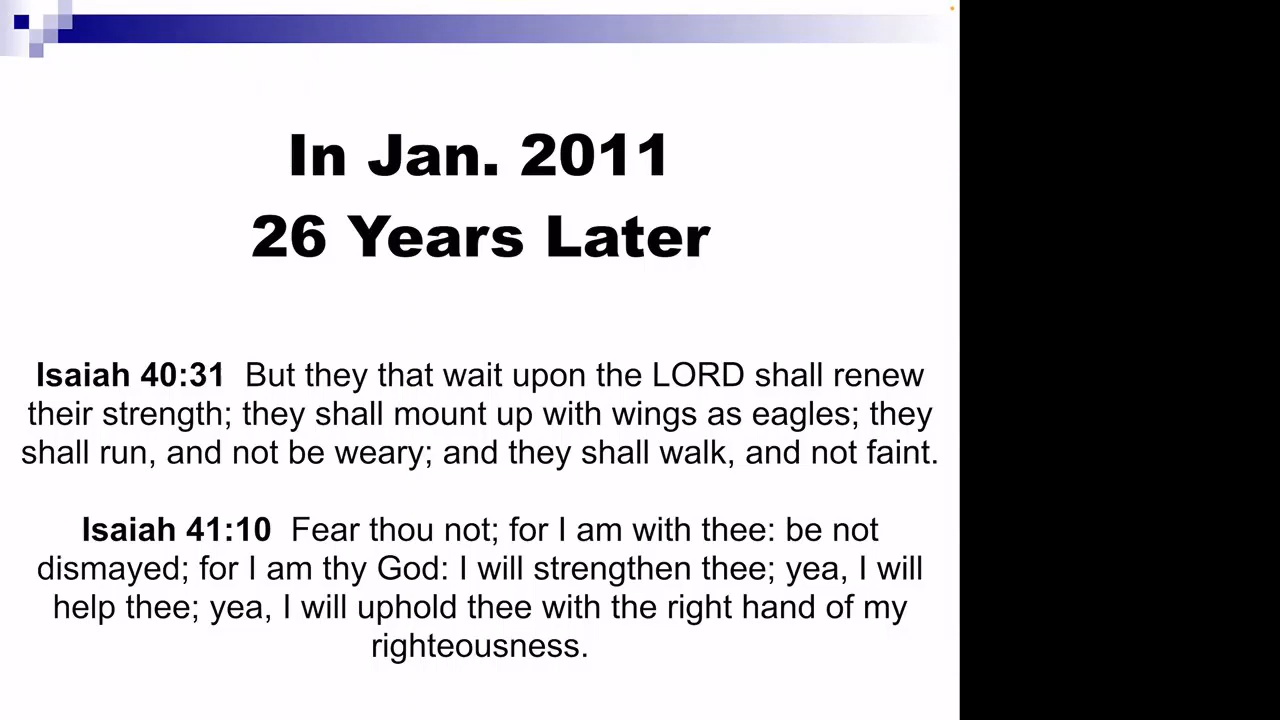 In Jan. 2011
26 Years Later
Isaiah 40:31  But they that wait upon the LORD shall renew
their strength; they shall mount up with wings as eagles; they
shall run, and not be weary; and they shall walk, and not faint.
Isaiah 41:10  Fear thou not; for I am with thee: be not
dismayed; for I am thy God: I will strengthen thee; yea, I will
help thee; yea, I will uphold thee with the right hand of my
righteousness.